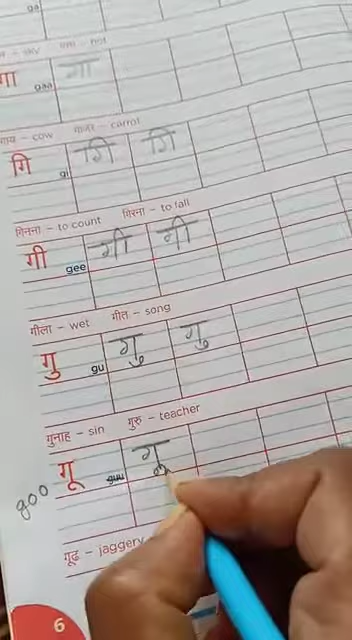 ga
– sky – not
गा gaa गा
गाय – cow गाजर – carrot
गि gi गि गि
गिनना – to count गिरना – to fall
गी gee गी गी
गीला – wet गीत – song
गु gu गु गु
गुनाह – sin गुरु – teacher
goo गू guu गू
गूढ़ – jaggery
6